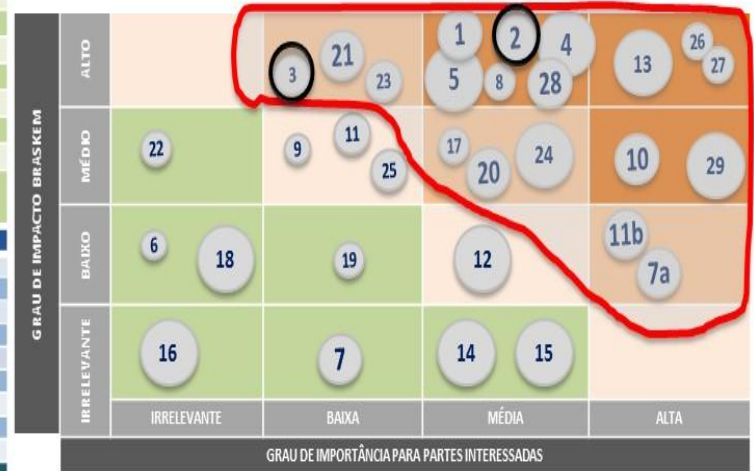 GRAU DE IMPACTO BRASKEM
ALTO
3
21
23
1
2
4
5
8
28
13
26
27
MÉDIO
22
9
11
25
17
20
24
10
29
BAIXO
6
18
19
12
11b
7a
IRRELEVANTE
16
7
14
15
IRRELEVANTE
BAIXA
MÉDIA
ALTA
GRAU DE IMPORTÂNCIA PARA PARTES INTERESSADAS